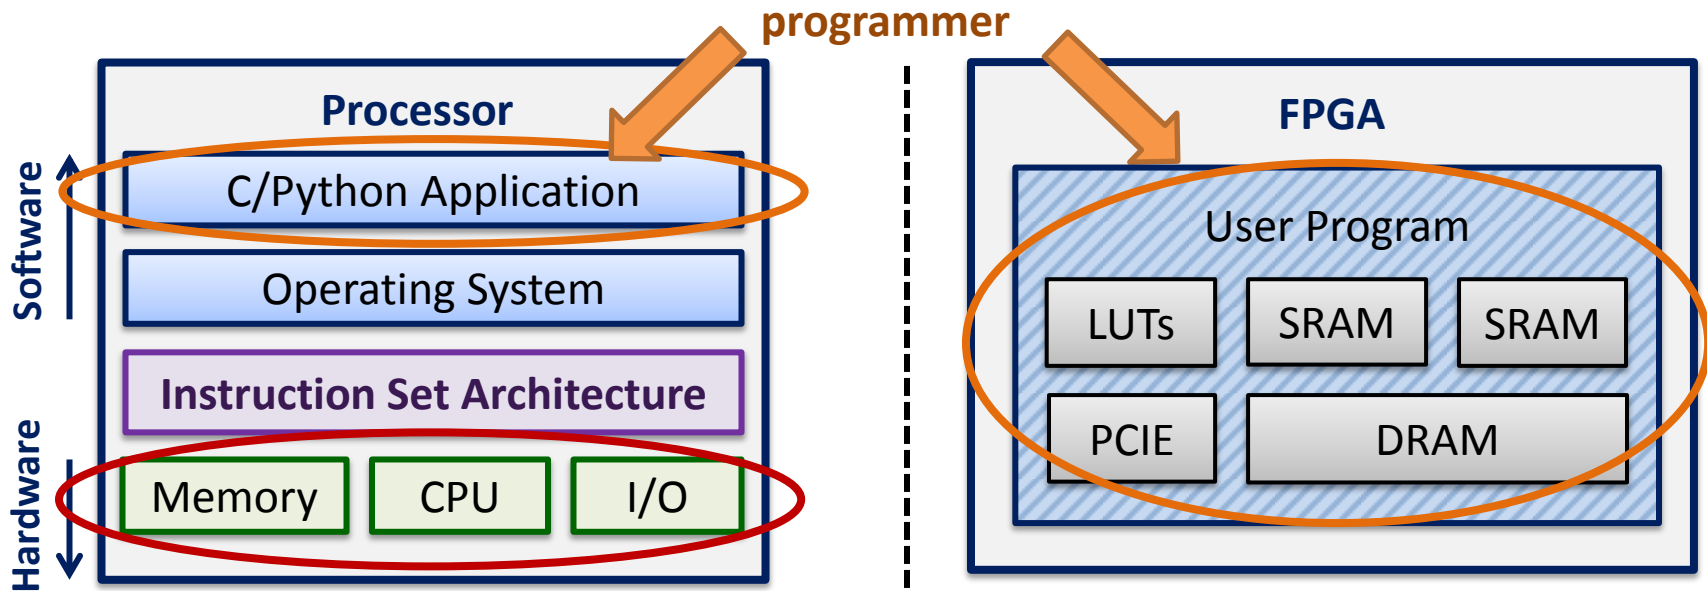 programmer
Processor
Software
C/Python Application
Operating System
Instruction Set Architecture
Hardware
Memory
CPU
I/O
FPGA
User Program
LUTs
SRAM
SRAM
PCIE
DRAM